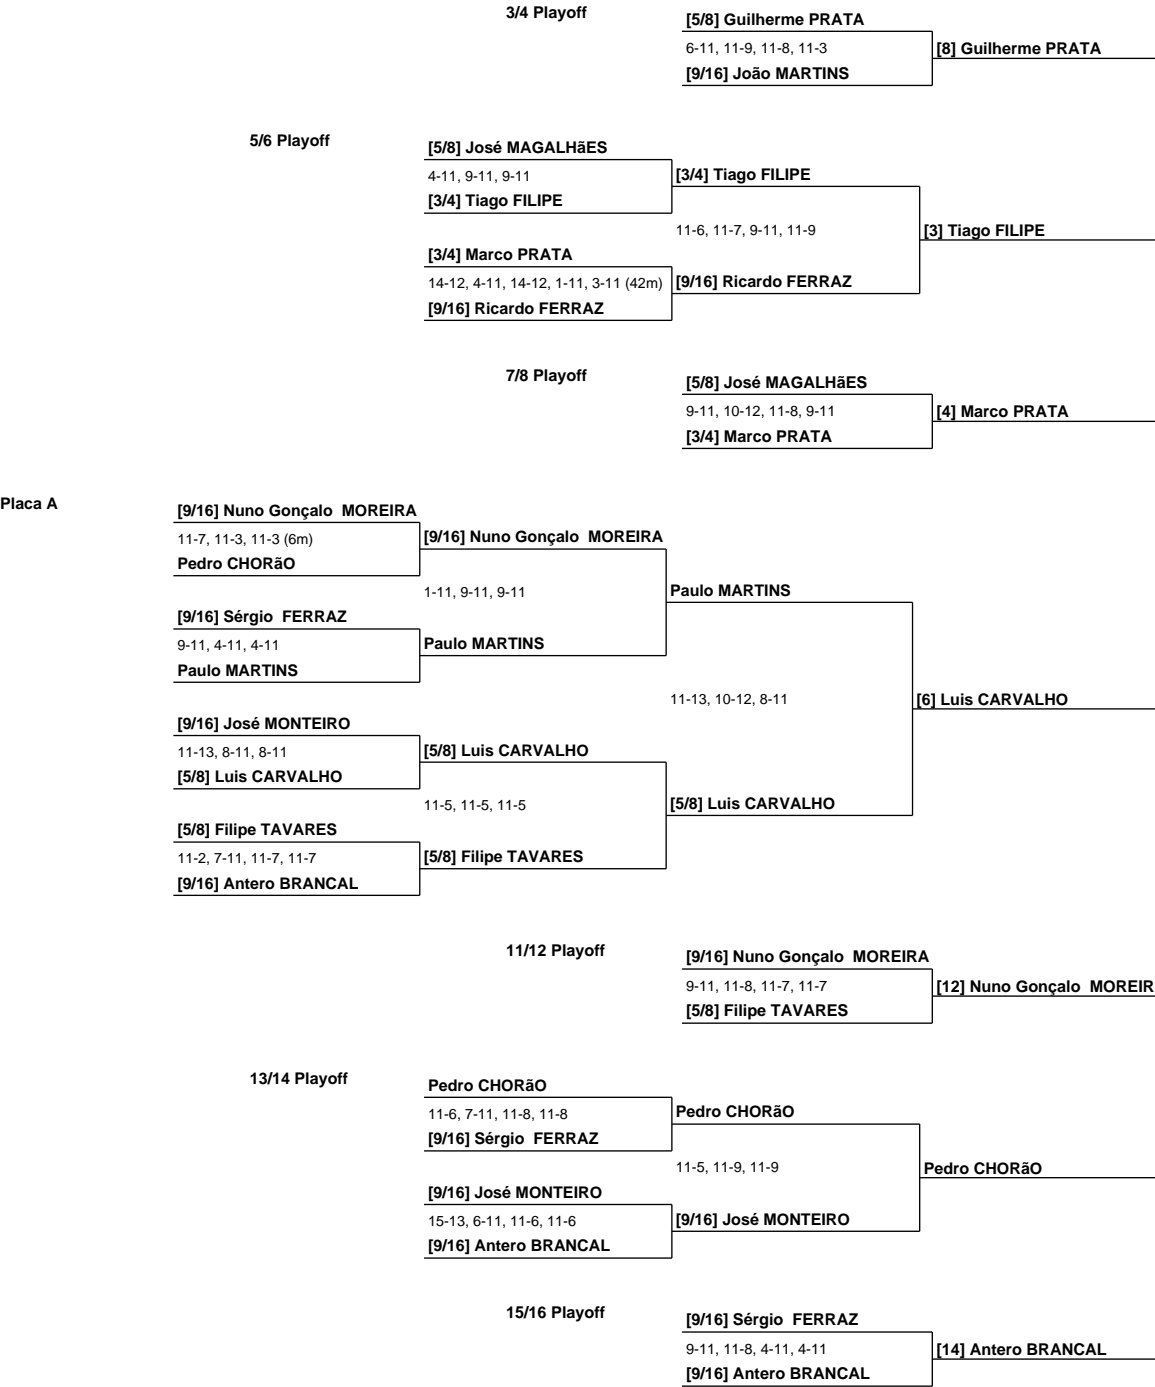 3/4 Playoff
[5/8] Guilherme PRATA
6-11, 11-9, 11-8, 11-3
[8] Guilherme PRATA
[9/16] João MARTINS
5/6 Playoff
[5/8] José MAGALHãES
4-11, 9-11, 9-11
[3/4] Tiago FILIPE
[3/4] Tiago FILIPE
11-6, 11-7, 9-11, 11-9
[3] Tiago FILIPE
[3/4] Marco PRATA
14-12, 4-11, 14-12, 1-11, 3-11 (42m)
[9/16] Ricardo FERRAZ
[9/16] Ricardo FERRAZ
7/8 Playoff
[5/8] José MAGALHãES
9-11, 10-12, 11-8, 9-11
[4] Marco PRATA
[3/4] Marco PRATA
Placa A
[9/16] Nuno Gonçalo  MOREIRA
11-7, 11-3, 11-3 (6m)
[9/16] Nuno Gonçalo  MOREIRA
Pedro CHORãO
1-11, 9-11, 9-11
Paulo MARTINS
[9/16] Sérgio  FERRAZ
9-11, 4-11, 4-11
Paulo MARTINS
Paulo MARTINS
11-13, 10-12, 8-11
[6] Luis CARVALHO
[9/16] José MONTEIRO
11-13, 8-11, 8-11
[5/8] Luis CARVALHO
[5/8] Luis CARVALHO
11-5, 11-5, 11-5
[5/8] Luis CARVALHO
[5/8] Filipe TAVARES
11-2, 7-11, 11-7, 11-7
[5/8] Filipe TAVARES
[9/16] Antero BRANCAL
11/12 Playoff
[9/16] Nuno Gonçalo  MOREIRA
9-11, 11-8, 11-7, 11-7
[12] Nuno Gonçalo  MOREIR
[5/8] Filipe TAVARES
13/14 Playoff
Pedro CHORãO
11-6, 7-11, 11-8, 11-8
Pedro CHORãO
[9/16] Sérgio  FERRAZ
11-5, 11-9, 11-9
Pedro CHORãO
[9/16] José MONTEIRO
15-13, 6-11, 11-6, 11-6
[9/16] José MONTEIRO
[9/16] Antero BRANCAL
15/16 Playoff
[9/16] Sérgio  FERRAZ
9-11, 11-8, 4-11, 4-11
[14] Antero BRANCAL
[9/16] Antero BRANCAL